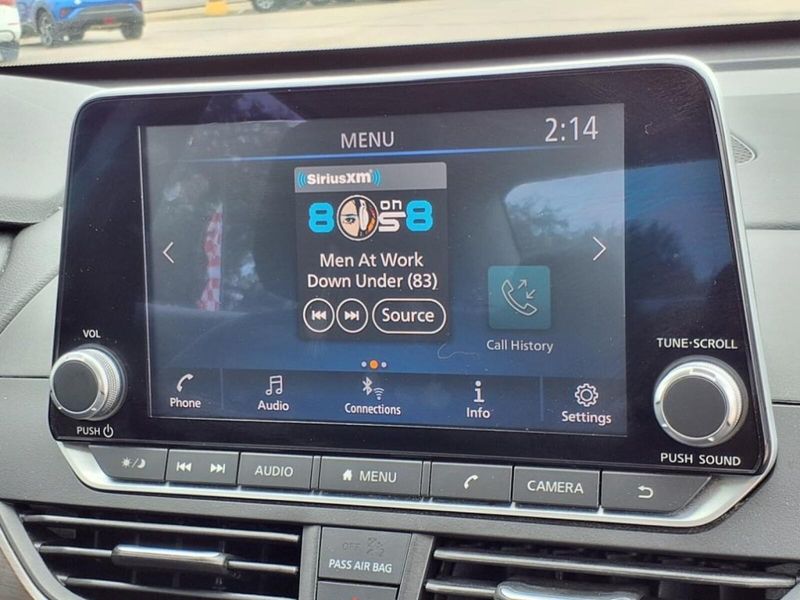 MENU
2:14
SiriusXM
80s on 8
Men At Work
Down Under (83)
Source
Call History
Phone
Audio
Connections
Info
Settings
VOL
PUSH
TUNE·SCROLL
PUSH SOUND
AUDIO
MENU
CAMERA
OFF
PASS AIR BAG